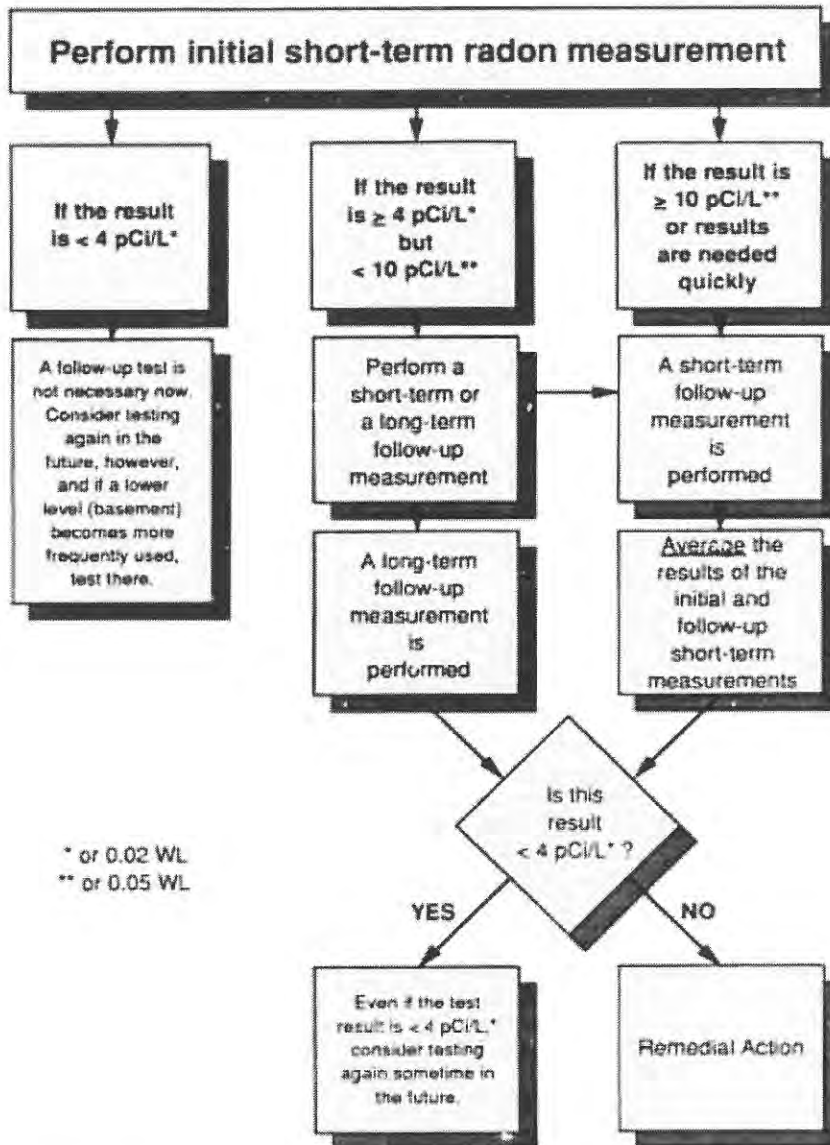 Perform initial short-term radon measurement
If the result
is < 4 pCi/L*
If the result
is ≥ 4 pCi/L*
but
< 10 pCi/L**
If the result is
≥ 10 pCi/L**
or results
are needed
quickly
A follow-up test is
not necessary now.
Consider testing
again in the
future, however,
and if a lower
level (basement)
becomes more
frequently used,
test there.
Perform a
short-term or
a long-term
follow-up
measurement
A short-term
follow-up
measurement
is
performed
A long-term
follow-up
measurement
is
performed
Average the
results of the
initial and
follow-up
short-term
measurements
Is this
result
< 4 pCi/L* ?
* or 0.02 WL
** or 0.05 WL
YES
NO
Even if the test
result is < 4 pCi/L,*
consider testing
again sometime in
the future.
Remedial Action